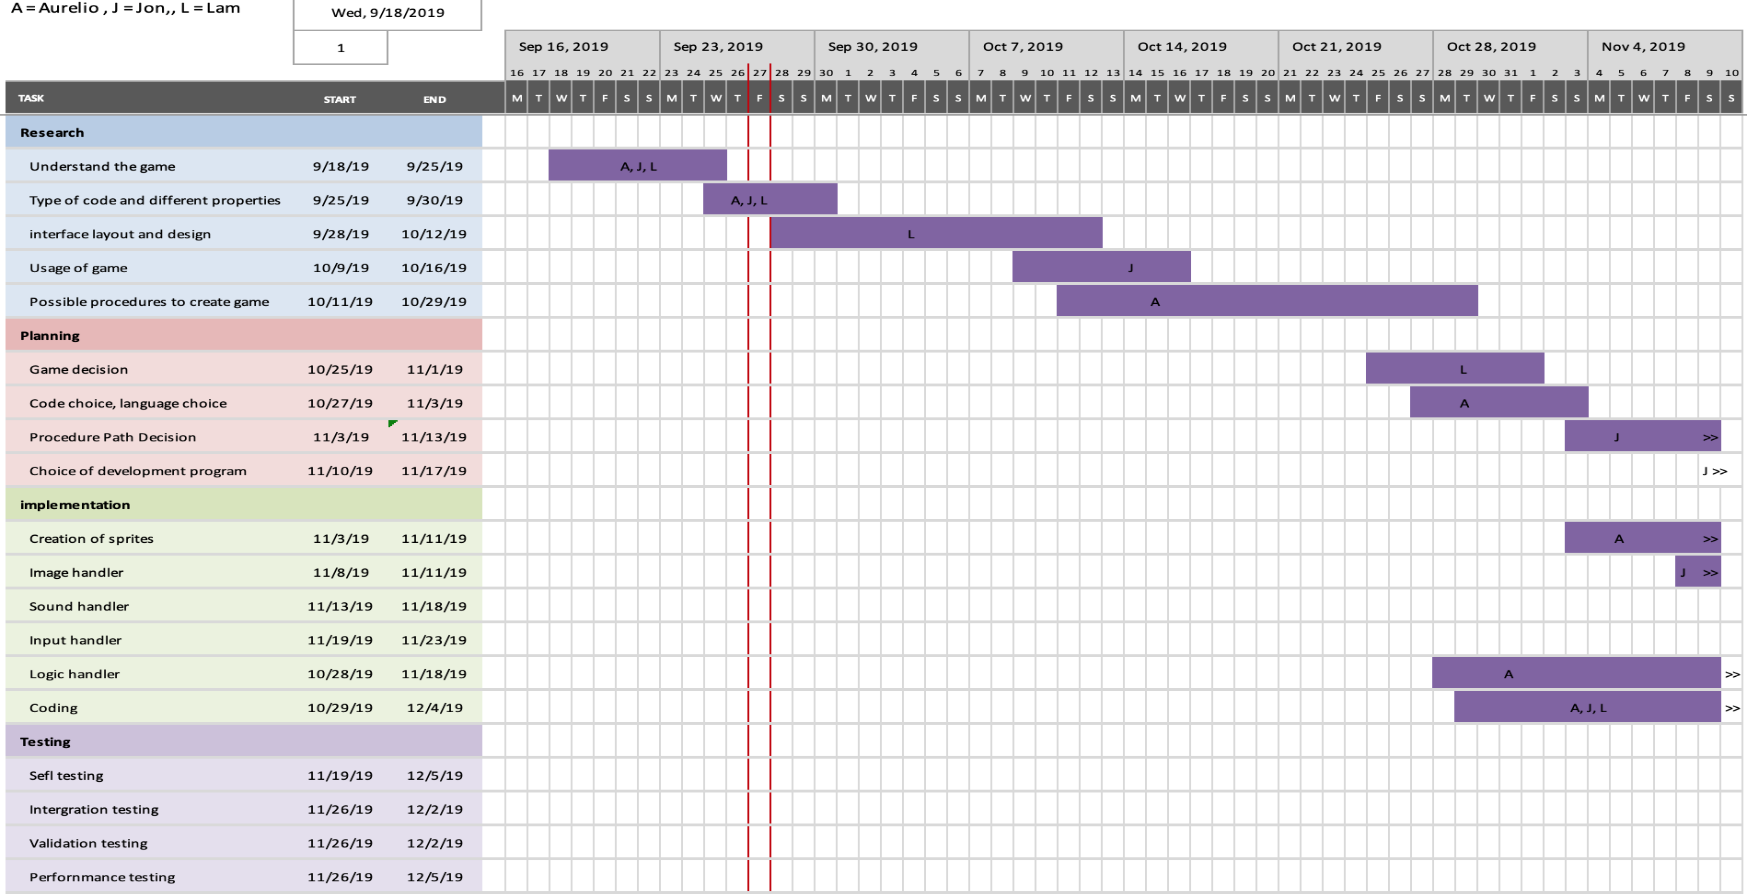 A = Aurelio , J = Jon,, L = Lam
Wed, 9/18/2019
1
Sep 16, 2019 Sep 23, 2019 Sep 30, 2019 Oct 7, 2019 Oct 14, 2019 Oct 21, 2019 Oct 28, 2019 Nov 4, 2019
16 17 18 19 20 21 22 23 24 25 26 27 28 29 30 1 2 3 4 5 6 7 8 9 10 11 12 13 14 15 16 17 18 19 20 21 22 23 24 25 26 27 28 29 30 31 1 2 3 4 5 6 7 8 9 10
TASK START END M T W T F S S M T W T F S S M T W T F S S M T W T F S S M T W T F S S M T W T F S S M T W T F S S M T W T F S S
Research
Understand the game 9/18/19 9/25/19 A, J, L
Type of code and different properties 9/25/19 9/30/19 A, J, L
interface layout and design 9/28/19 10/12/19 L
Usage of game 10/9/19 10/16/19 J
Possible procedures to create game 10/11/19 10/29/19 A
Planning
Game decision 10/25/19 11/1/19 L
Code choice, language choice 10/27/19 11/3/19 A
Procedure Path Decision 11/3/19 11/13/19 J >>
Choice of development program 11/10/19 11/17/19 J >>
implementation
Creation of sprites 11/3/19 11/11/19 A >>
Image handler 11/8/19 11/11/19 J >>
Sound handler 11/13/19 11/18/19
Input handler 11/19/19 11/23/19
Logic handler 10/28/19 11/18/19 A >>
Coding 10/29/19 12/4/19 A, J, L >>
Testing
Sefl testing 11/19/19 12/5/19
Intergration testing 11/26/19 12/2/19
Validation testing 11/26/19 12/2/19
Perfornmance testing 11/26/19 12/5/19